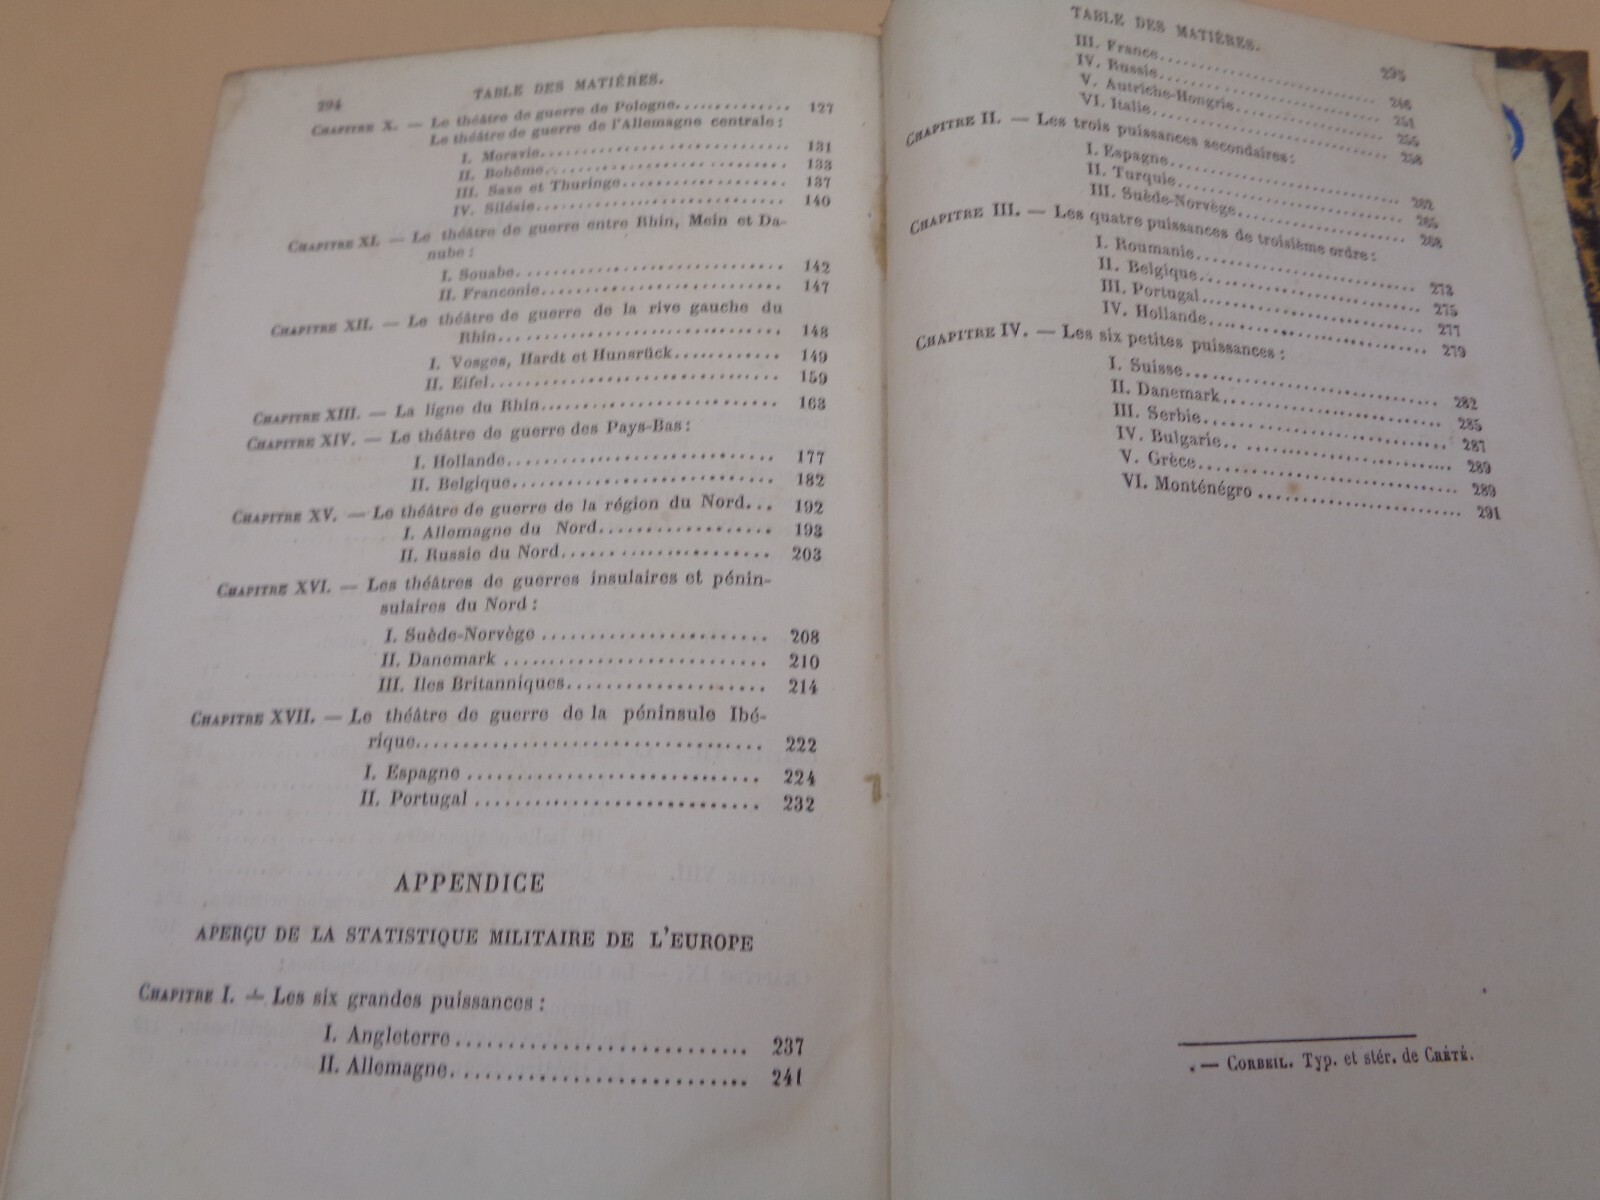 294
TABLE DES MATIÈRES.
CHAPITRE X. — Le théâtre de guerre de Pologne.............. 127
Le théâtre de guerre de l'Allemagne centrale :
I. Moravie.............................. 131
II. Bohême.............................. 133
III. Saxe et Thuringe.................... 137
IV. Silésie.............................. 140
CHAPITRE XI. — Le théâtre de guerre entre Rhin, Mein et Da-
nube :
I. Souabe.............................. 142
II. Franconie........................... 147
CHAPITRE XII. — Le théâtre de guerre de la rive gauche du
Rhin.................................. 148
I. Vosges, Hardt et Hunsrück............ 149
II. Eifel................................ 159
CHAPITRE XIII. — La ligne du Rhin......................... 163
CHAPITRE XIV. — Le théâtre de guerre des Pays-Bas :
I. Hollande............................. 177
II. Belgique............................ 182
CHAPITRE XV. — Le théâtre de guerre de la région du Nord... 192
I. Allemagne du Nord................... 193
II. Russie du Nord...................... 203
CHAPITRE XVI. — Les théâtres de guerres insulaires et pénin-
sulaires du Nord :
I. Suède-Norvège ....................... 208
II. Danemark ........................... 210
III. Iles Britanniques................... 214
CHAPITRE XVII. — Le théâtre de guerre de la péninsule Ibé-
rique.................................. 222
I. Espagne ............................. 224
II. Portugal ............................ 232
APPENDICE
APERÇU DE LA STATISTIQUE MILITAIRE DE L'EUROPE
CHAPITRE I. — Les six grandes puissances :
I. Angleterre........................... 237
II. Allemagne........................... 241
TABLE DES MATIÈRES.
295
III. France.............................. 246
IV. Russie.............................. 251
V. Autriche-Hongrie.................... 255
VI. Italie............................... 258
CHAPITRE II. — Les trois puissances secondaires :
I. Espagne............................. 262
II. Turquie............................. 265
III. Suède-Norvège...................... 268
CHAPITRE III. — Les quatre puissances de troisième ordre :
I. Roumanie............................ 273
II. Belgique............................ 275
III. Portugal........................... 277
IV. Hollande............................ 279
CHAPITRE IV. — Les six petites puissances :
I. Suisse............................... 282
II. Danemark............................ 285
III. Serbie.............................. 287
IV. Bulgarie............................ 289
V. Grèce............................... 289
VI. Monténégro ......................... 291
. — CORBEIL. Typ. et stér. de CRÉTÉ.